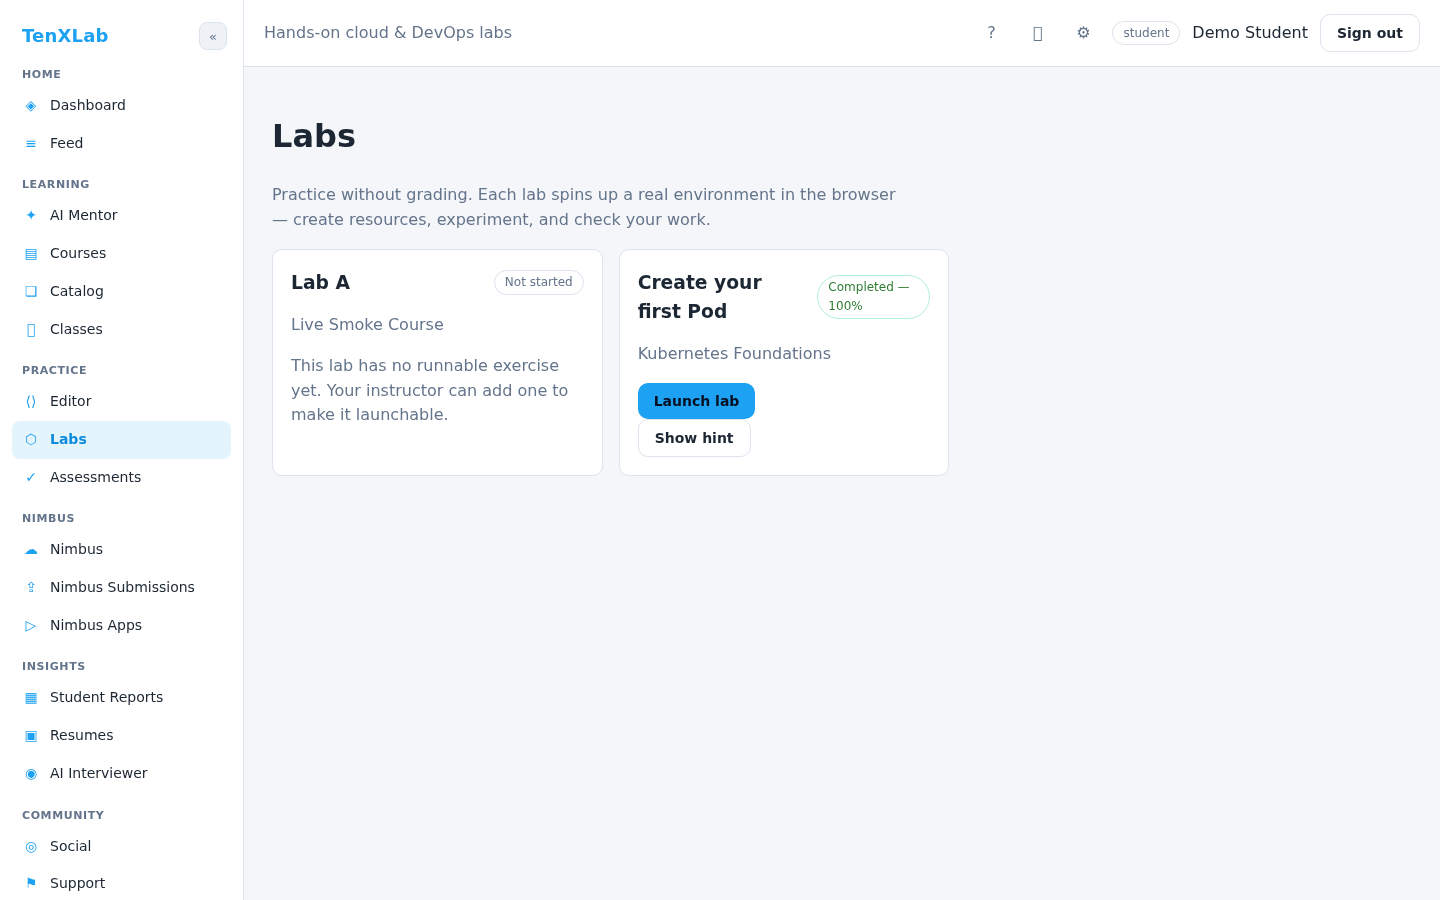 TenXLab
«
HOME
Dashboard
Feed
LEARNING
AI Mentor
Courses
Catalog
Classes
PRACTICE
Editor
Labs
Assessments
NIMBUS
Nimbus
Nimbus Submissions
Nimbus Apps
INSIGHTS
Student Reports
Resumes
AI Interviewer
COMMUNITY
Social
Support
Hands-on cloud & DevOps labs
?
student
Demo Student
Sign out
Labs
Practice without grading. Each lab spins up a real environment in the browser
— create resources, experiment, and check your work.
Lab A
Not started
Live Smoke Course
This lab has no runnable exercise
yet. Your instructor can add one to
make it launchable.
Create your
first Pod
Completed —
100%
Kubernetes Foundations
Launch lab
Show hint